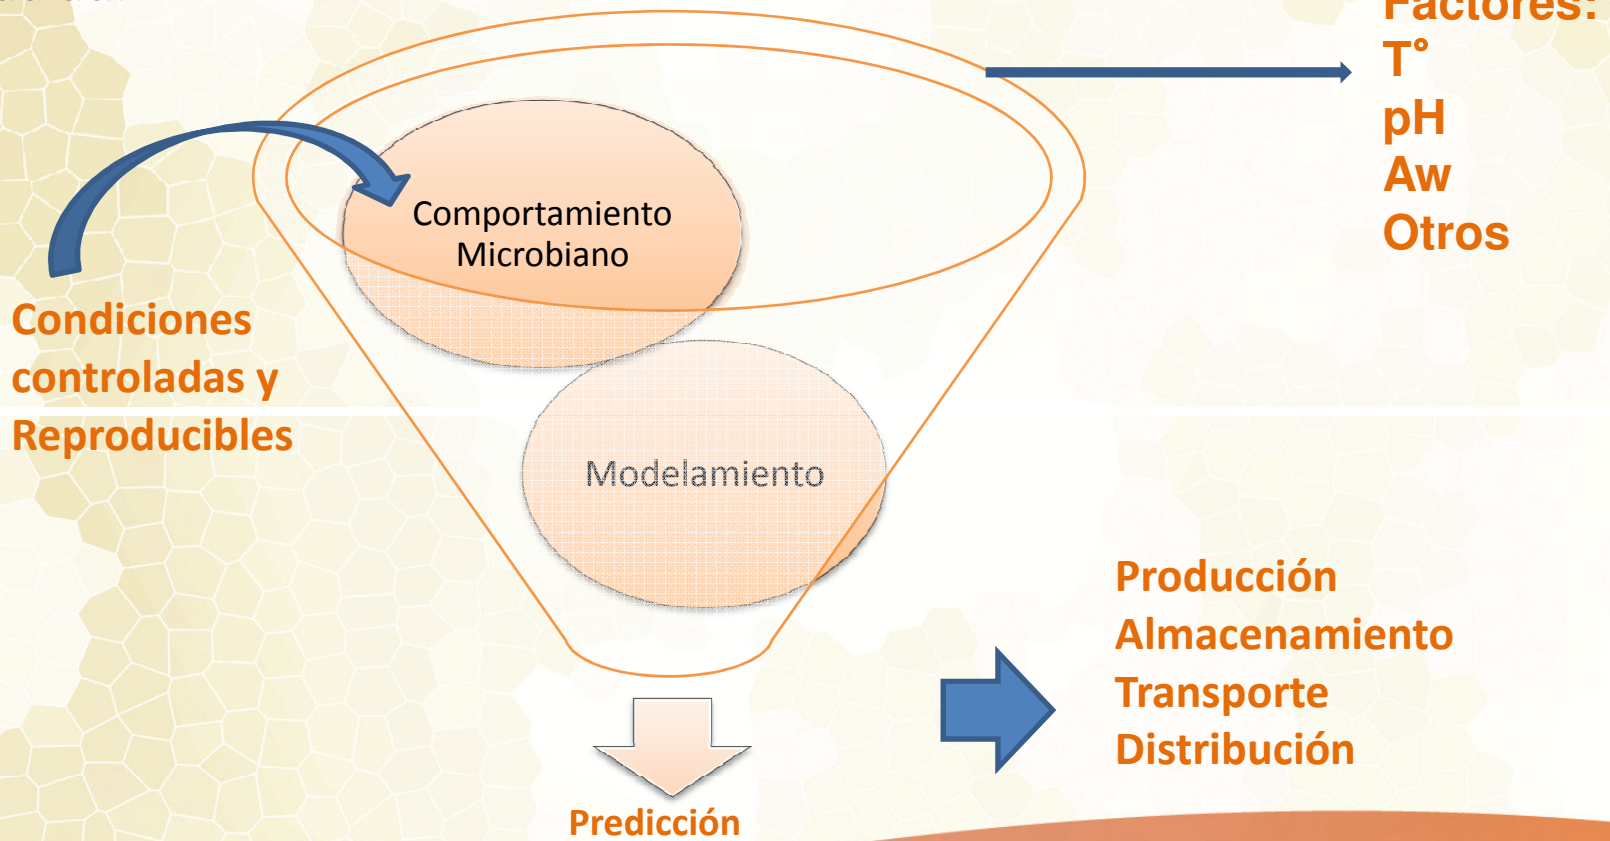 Factores:
T°
pH
Aw
Otros
Comportamiento
Microbiano
Condiciones
controladas y
Reproducibles
Modelamiento
Producción
Almacenamiento
Transporte
Distribución
Predicción